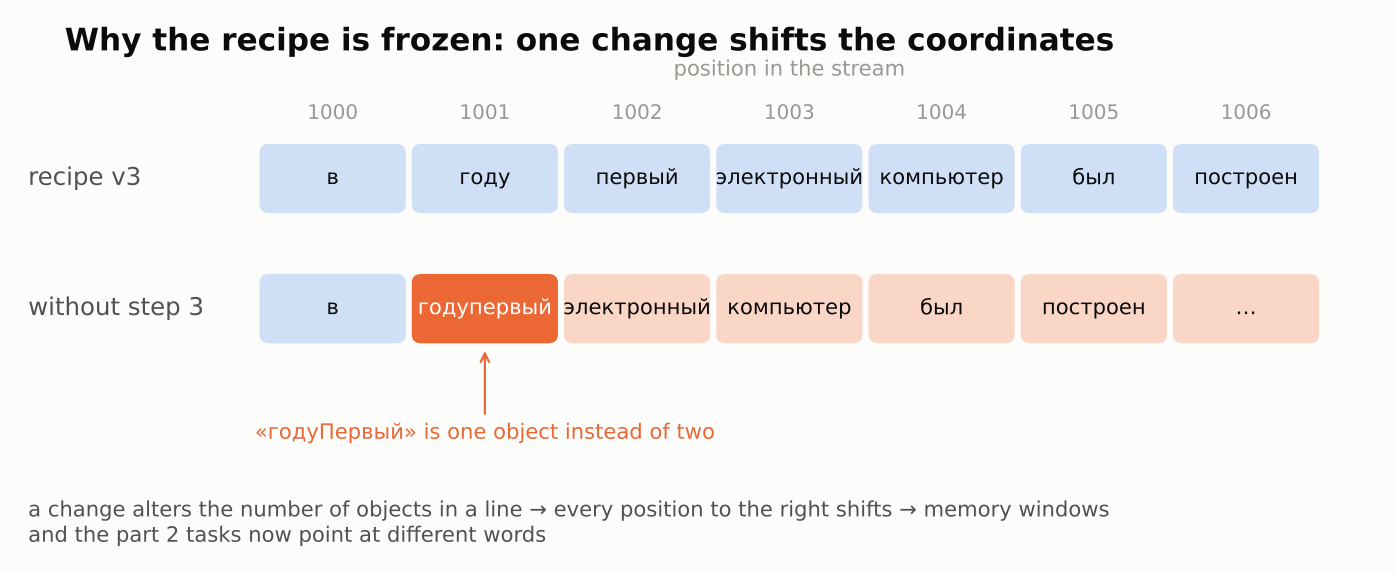 Why the recipe is frozen: one change shifts the coordinates
position in the stream
1000 1001 1002 1003 1004 1005 1006
recipe v3 в году первый электронный компьютер был построен
without step 3 в годупервый электронный компьютер был построен …
«годуПервый» is one object instead of two
a change alters the number of objects in a line → every position to the right shifts → memory windows
and the part 2 tasks now point at different words